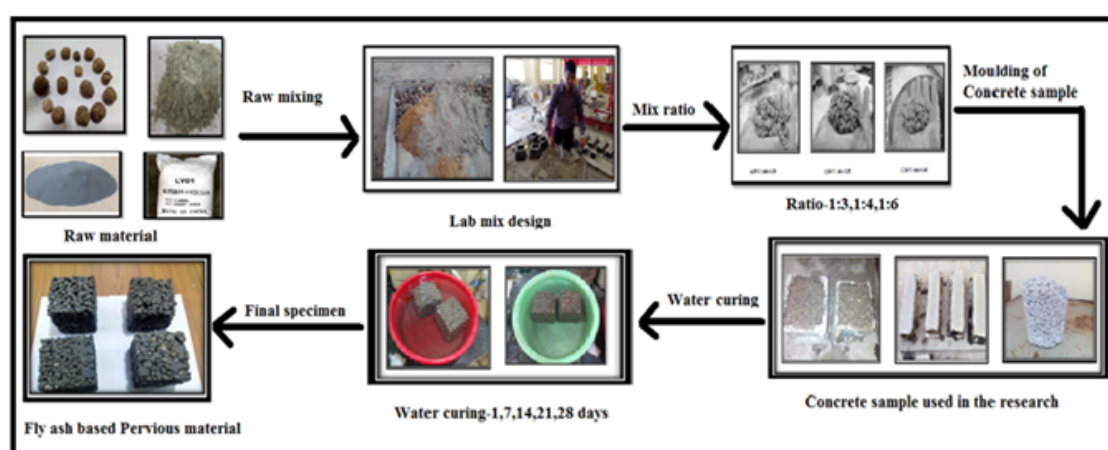 Raw mixing
Mix ratio
Moulding of
Concrete sample
LV01
Raw material
Lab mix design
Ratio-1:3,1:4,1:6
Water curing
Final specimen
Fly ash based Pervious material
Water curing-1,7,14,21,28 days
Concrete sample used in the research